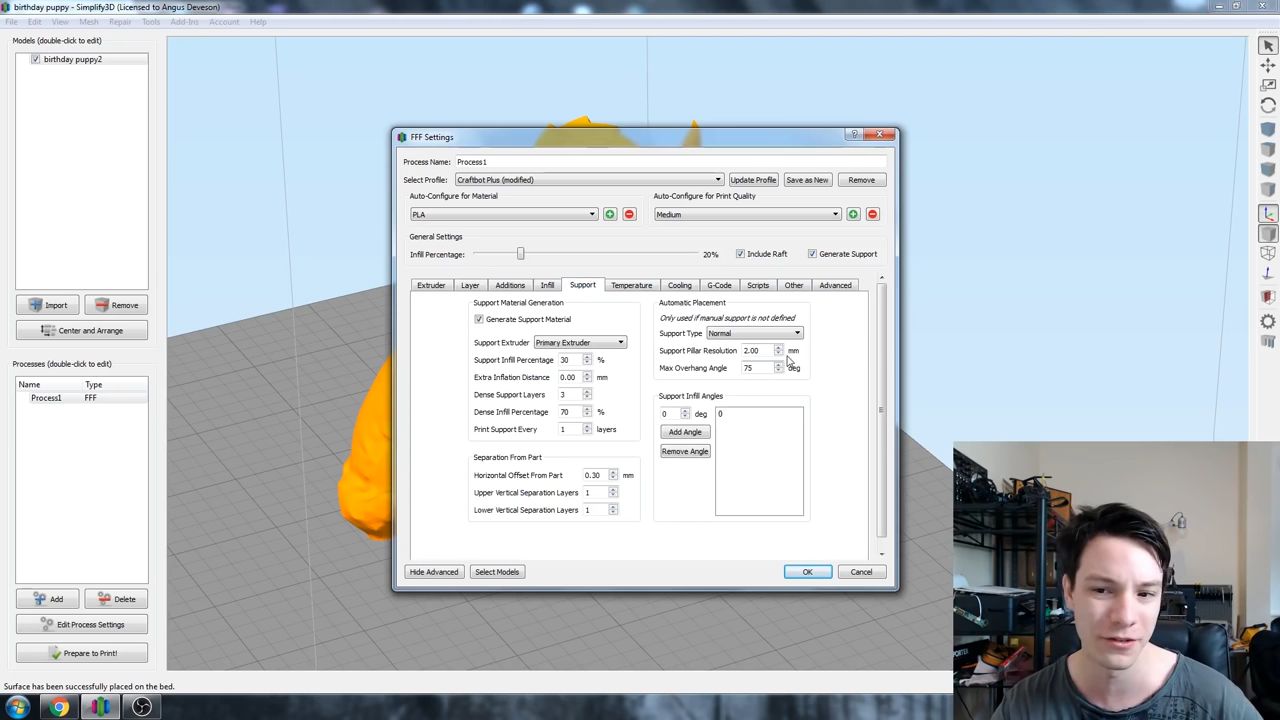 birthday puppy - Simplify3D (Licensed to Angus Deveson)
File Edit View Mesh Repair Tools Add-Ins Account Help
Models (double-click to edit)
birthday puppy2
Import Remove
Center and Arrange
Processes (double-click to edit)
Name Type
Process1 FFF
Add Delete
Edit Process Settings
Prepare to Print!
Surface has been successfully placed on the bed.
FFF Settings
Process Name: Process1
Select Profile: Craftbot Plus (modified) Update Profile Save as New Remove
Auto-Configure for Material Auto-Configure for Print Quality
PLA Medium
General Settings
Infill Percentage: 20% Include Raft Generate Support
Extruder Layer Additions Infill Support Temperature Cooling G-Code Scripts Other Advanced
Support Material Generation
Generate Support Material
Support Extruder Primary Extruder
Support Infill Percentage 30 %
Extra Inflation Distance 0.00 mm
Dense Support Layers 3
Dense Infill Percentage 70 %
Print Support Every 1 layers
Separation From Part
Horizontal Offset From Part 0.30 mm
Upper Vertical Separation Layers 1
Lower Vertical Separation Layers 1
Automatic Placement
Only used if manual support is not defined
Support Type Normal
Support Pillar Resolution 2.00 mm
Max Overhang Angle 75 deg
Support Infill Angles
0 deg 0
Add Angle
Remove Angle
Hide Advanced Select Models OK Cancel